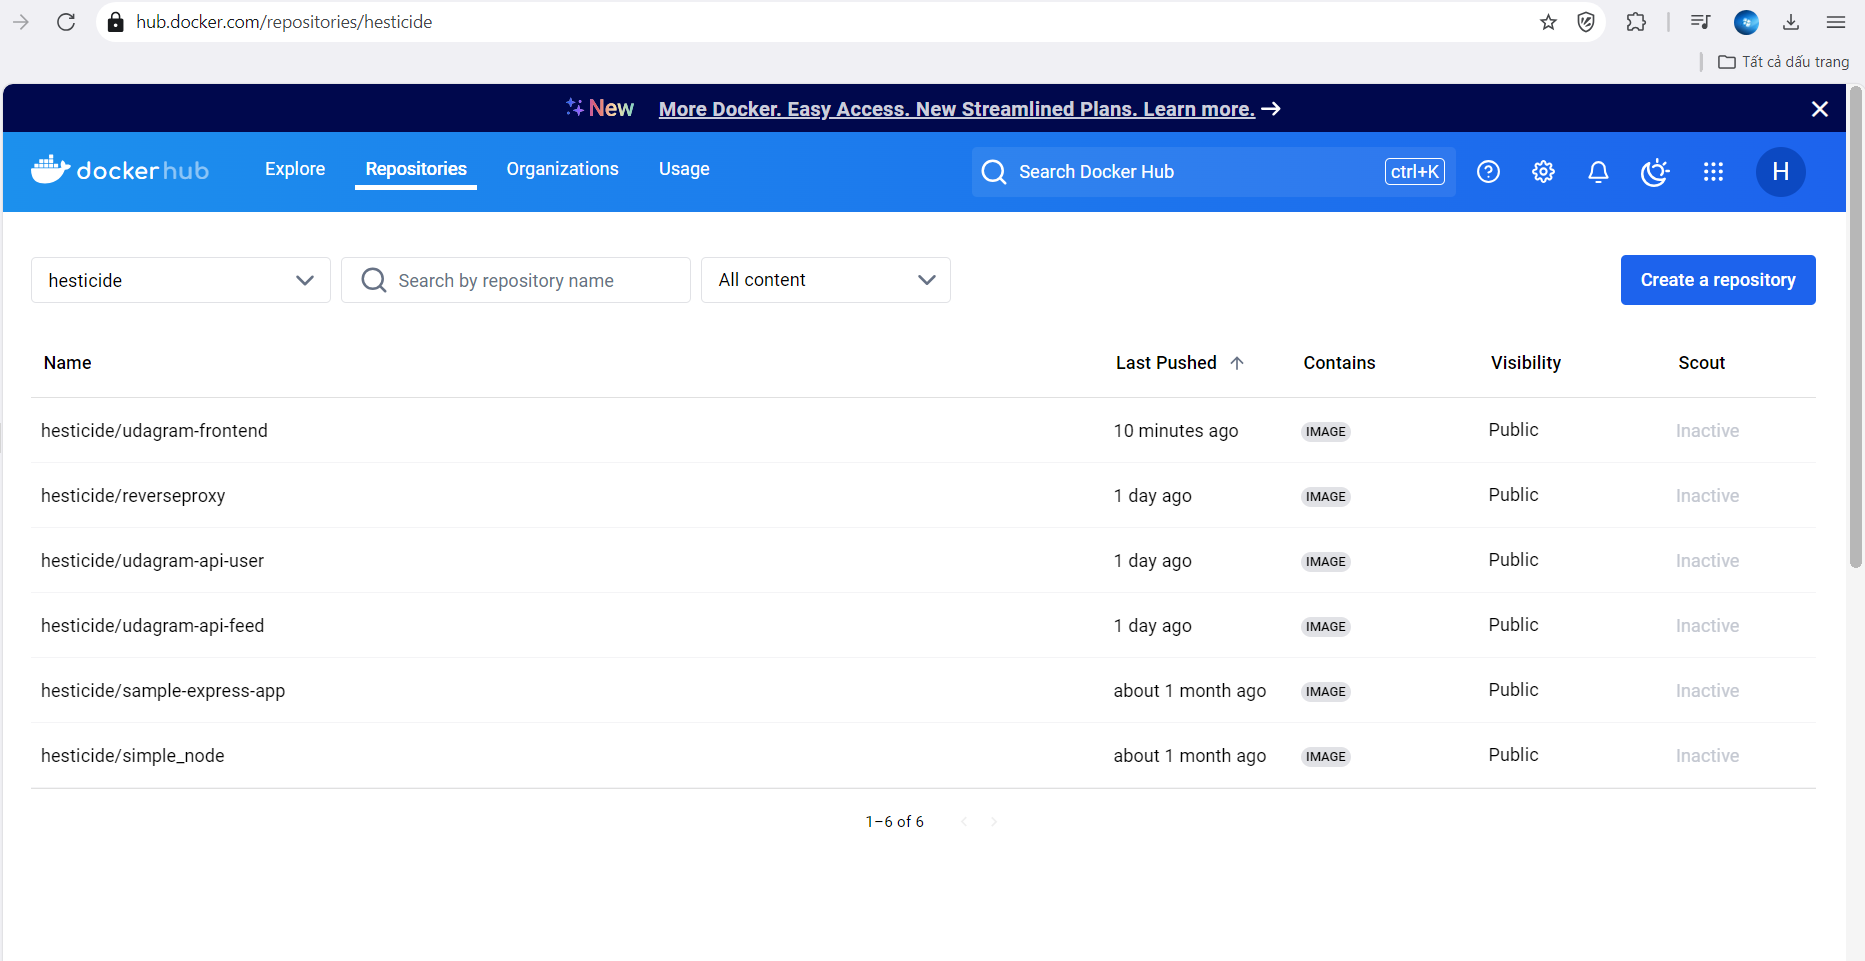 hub.docker.com/repositories/hesticide
Tất cả dấu trang
New More Docker. Easy Access. New Streamlined Plans. Learn more. →
dockerhub Explore Repositories Organizations Usage Search Docker Hub ctrl+K H
hesticide Search by repository name All content Create a repository
Name Last Pushed ↑ Contains Visibility Scout
hesticide/udagram-frontend 10 minutes ago IMAGE Public Inactive
hesticide/reverseproxy 1 day ago IMAGE Public Inactive
hesticide/udagram-api-user 1 day ago IMAGE Public Inactive
hesticide/udagram-api-feed 1 day ago IMAGE Public Inactive
hesticide/sample-express-app about 1 month ago IMAGE Public Inactive
hesticide/simple_node about 1 month ago IMAGE Public Inactive
1–6 of 6